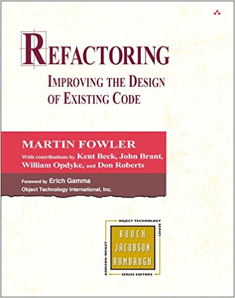 REFACTORING
IMPROVING THE DESIGN
OF EXISTING CODE
MARTIN FOWLER
With contributions by Kent Beck, John Brant,
William Opdyke, and Don Roberts
Foreword by Erich Gamma
Object Technology International, Inc.
OBJECT TECHNOLOGY
ADDISON-WESLEY
BOOCH
JACOBSON
RUMBAUGH
SERIES
SERIES EDITORS